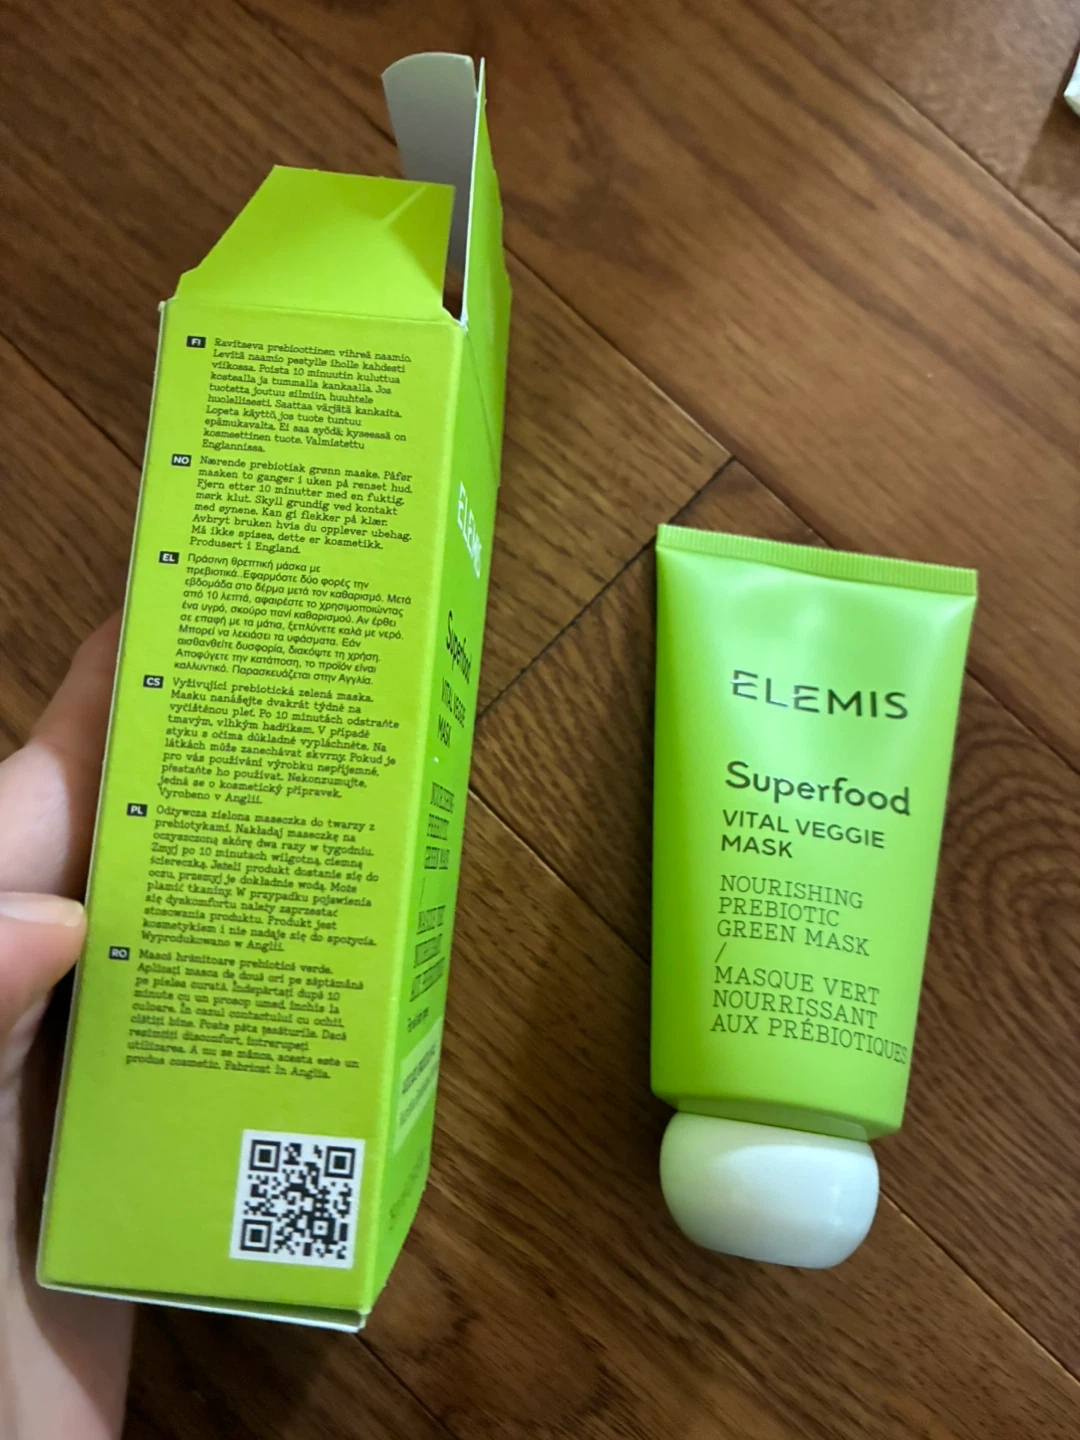 FI Ravitseva prebioottinen vihreä naamio.
Levitä naamio pestylle iholle kahdesti
viikossa. Poista 10 minuutin kuluttua
kostealla ja tummalla kankaalla. Jos
tuotetta joutuu silmiin, huuhtele
huolellisesti. Saattaa värjätä kankaita.
Lopeta käyttö, jos tuote tuntuu
epämukavalta. Ei saa syödä; kyseessä on
kosmeettinen tuote. Valmistettu
Englannissa.
NO Nærende prebiotisk grønn maske. Påfør
masken to ganger i uken på renset hud.
Fjern etter 10 minutter med en fuktig,
mørk klut. Skyll grundig ved kontakt
med øynene. Kan gi flekker på klær.
Avbryt bruken hvis du opplever ubehag.
Må ikke spises, dette er kosmetikk.
Produsert i England.
EL Πράσινη θρεπτική μάσκα με
πρεβιοτικά. Εφαρμόστε δύο φορές την
εβδομάδα στο δέρμα μετά τον καθαρισμό. Μετά
από 10 λεπτά, αφαιρέστε το χρησιμοποιώντας
ένα υγρό, σκούρο πανί καθαρισμού. Αν έρθει
σε επαφή με τα μάτια, ξεπλύνετε καλά με νερό.
Μπορεί να λεκιάσει τα υφάσματα. Εάν
αισθανθείτε δυσφορία, διακόψτε τη χρήση.
Αποφύγετε την κατάποση, το προϊόν είναι
καλλυντικό. Παρασκευάζεται στην Αγγλία.
CS Vyživující prebiotická zelená maska.
Masku nanášejte dvakrát týdně na
vyčištěnou pleť. Po 10 minutách odstraňte
tmavým, vlhkým hadříkem. V případě
styku s očima důkladně vypláchněte. Na
látkách může zanechávat skvrny. Pokud je
pro vás používání výrobku nepříjemné,
přestaňte ho používat. Nekonzumujte,
jedná se o kosmetický přípravek.
Vyrobeno v Anglii.
PL Odżywcza zielona maseczka do twarzy z
prebiotykami. Nakładaj maseczkę na
oczyszczoną skórę dwa razy w tygodniu.
Zmyj po 10 minutach wilgotną, ciemną
ściereczką. Jeżeli produkt dostanie się do
oczu, przemyj je dokładnie wodą. Może
plamić tkaniny. W przypadku pojawienia
się dyskomfortu należy zaprzestać
stosowania produktu. Produkt jest
kosmetykiem i nie nadaje się do spożycia.
Wyprodukowano w Anglii.
RO Mască hrănitoare prebiotică verde.
Aplicați masca de două ori pe săptămână
pe pielea curată. Îndepărtați după 10
minute cu un prosop umed, închis la
culoare. În cazul contactului cu ochii,
clătiți bine. Poate păta țesăturile. Dacă
resimțiți disconfort, întrerupeți
utilizarea. A nu se mânca, acesta este un
produs cosmetic. Fabricat în Anglia.
ELEMIS
Superfood
VITAL VEGGIE
MASK
NOURISHING
PREBIOTIC
GREEN MASK
/
MASQUE VERT
NOURRISSANT
AUX PRÉBIOTIQUES
ELEMIS
Superfood
VITAL VEGGIE
MASK
NOURISHING
PREBIOTIC
GREEN MASK
/
MASQUE VERT
NOURRISSANT
AUX PRÉBIOTIQUES